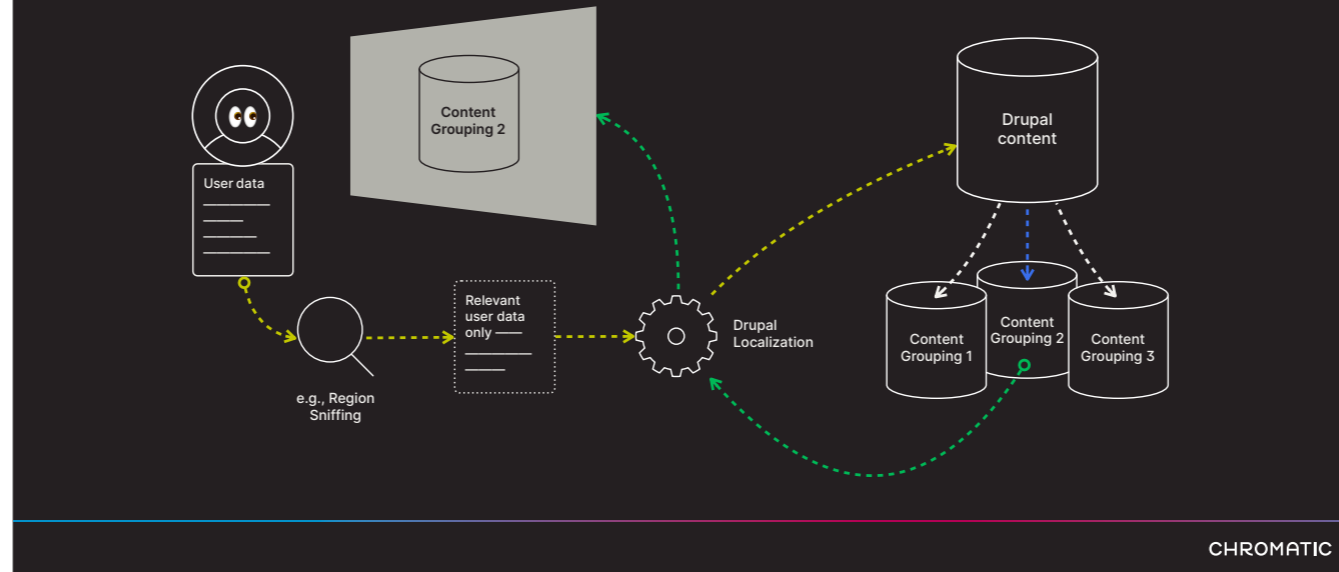 Content
Grouping 2
User data
Drupal
content
Relevant
user data
only
Drupal
Localization
e.g., Region
Sniffing
Content
Grouping 1
Content
Grouping 2
Content
Grouping 3
CHROMATIC